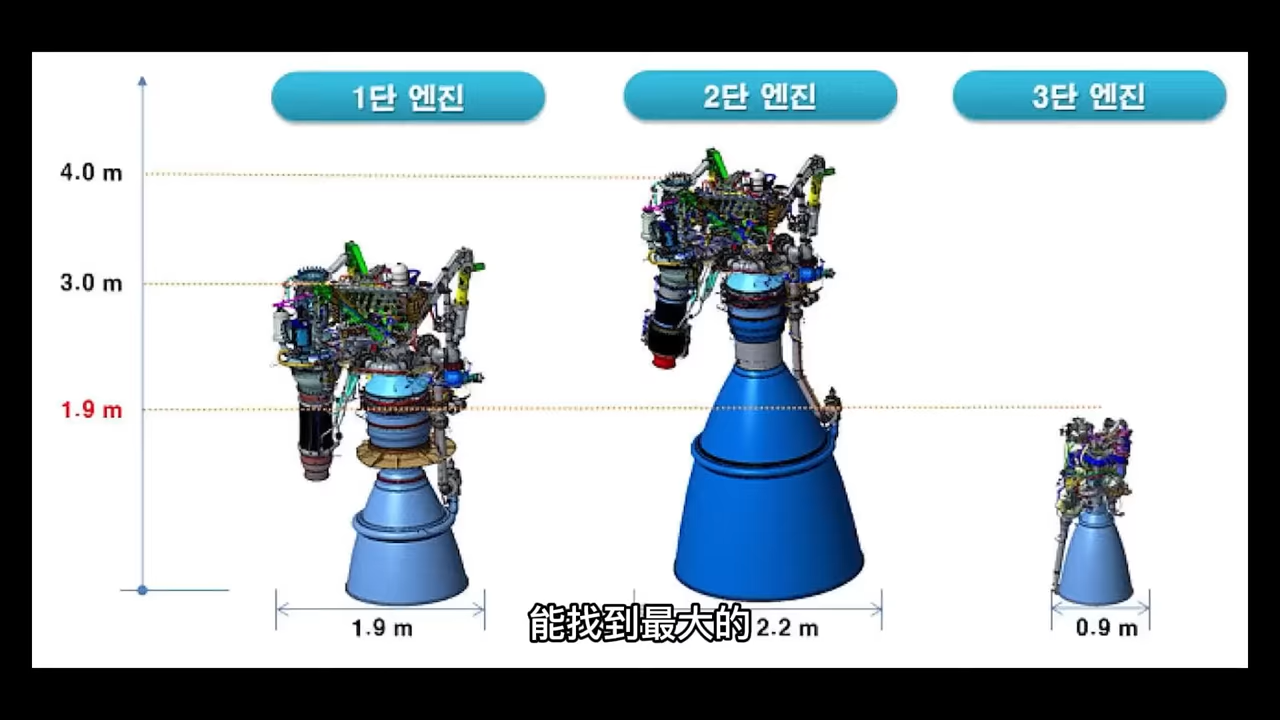 1단 엔진
2단 엔진
3단 엔진
4.0 m
3.0 m
1.9 m
1.9 m
能找到最大的
2.2 m
0.9 m